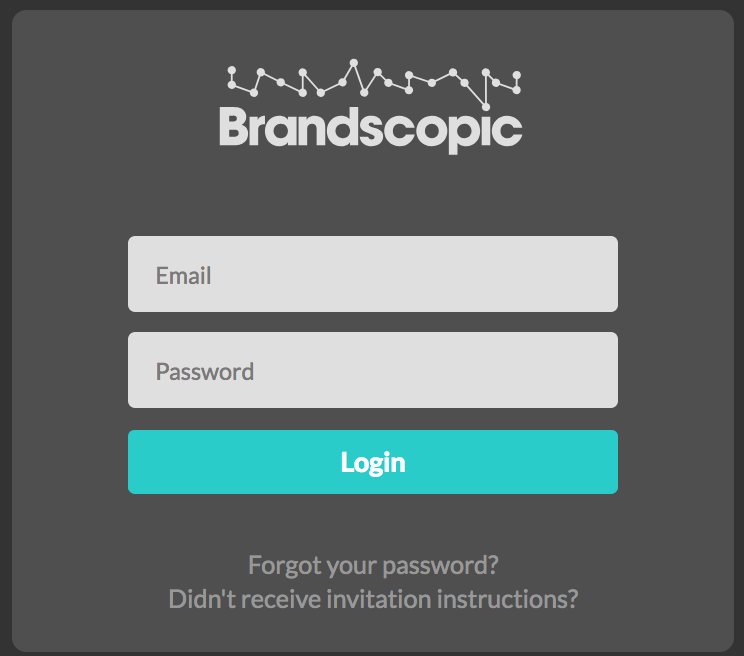 Brandscopic
Email
Password
Login
Forgot your password?
Didn't receive invitation instructions?